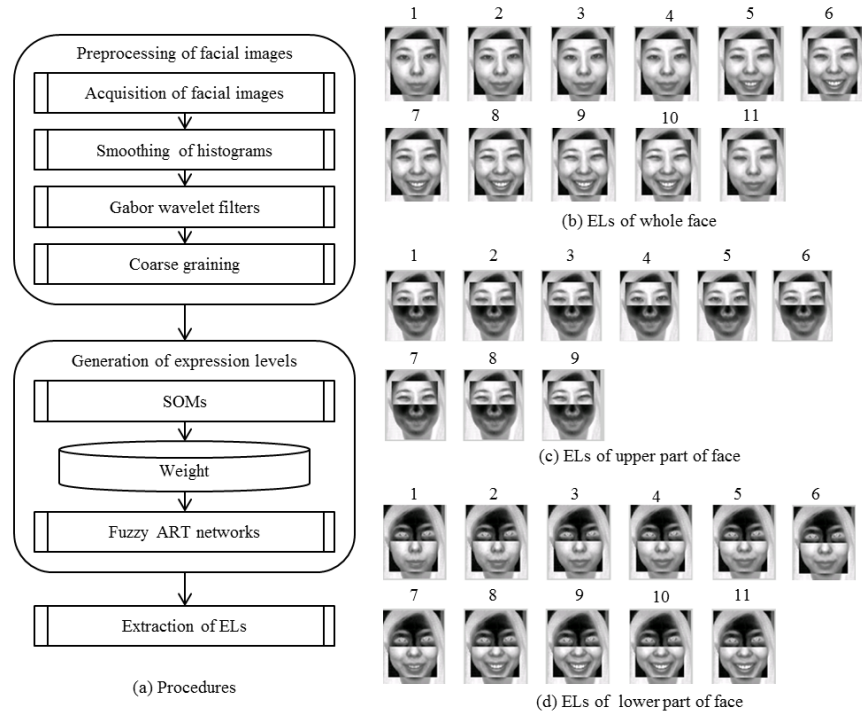 Preprocessing of facial images
Acquisition of facial images
Smoothing of histograms
Gabor wavelet filters
Coarse graining
Generation of expression levels
SOMs
Weight
Fuzzy ART networks
Extraction of ELs
(a) Procedures
1 2 3 4 5 6
7 8 9 10 11
(b) ELs of whole face
1 2 3 4 5 6
7 8 9
(c) ELs of upper part of face
1 2 3 4 5 6
7 8 9 10 11
(d) ELs of lower part of face